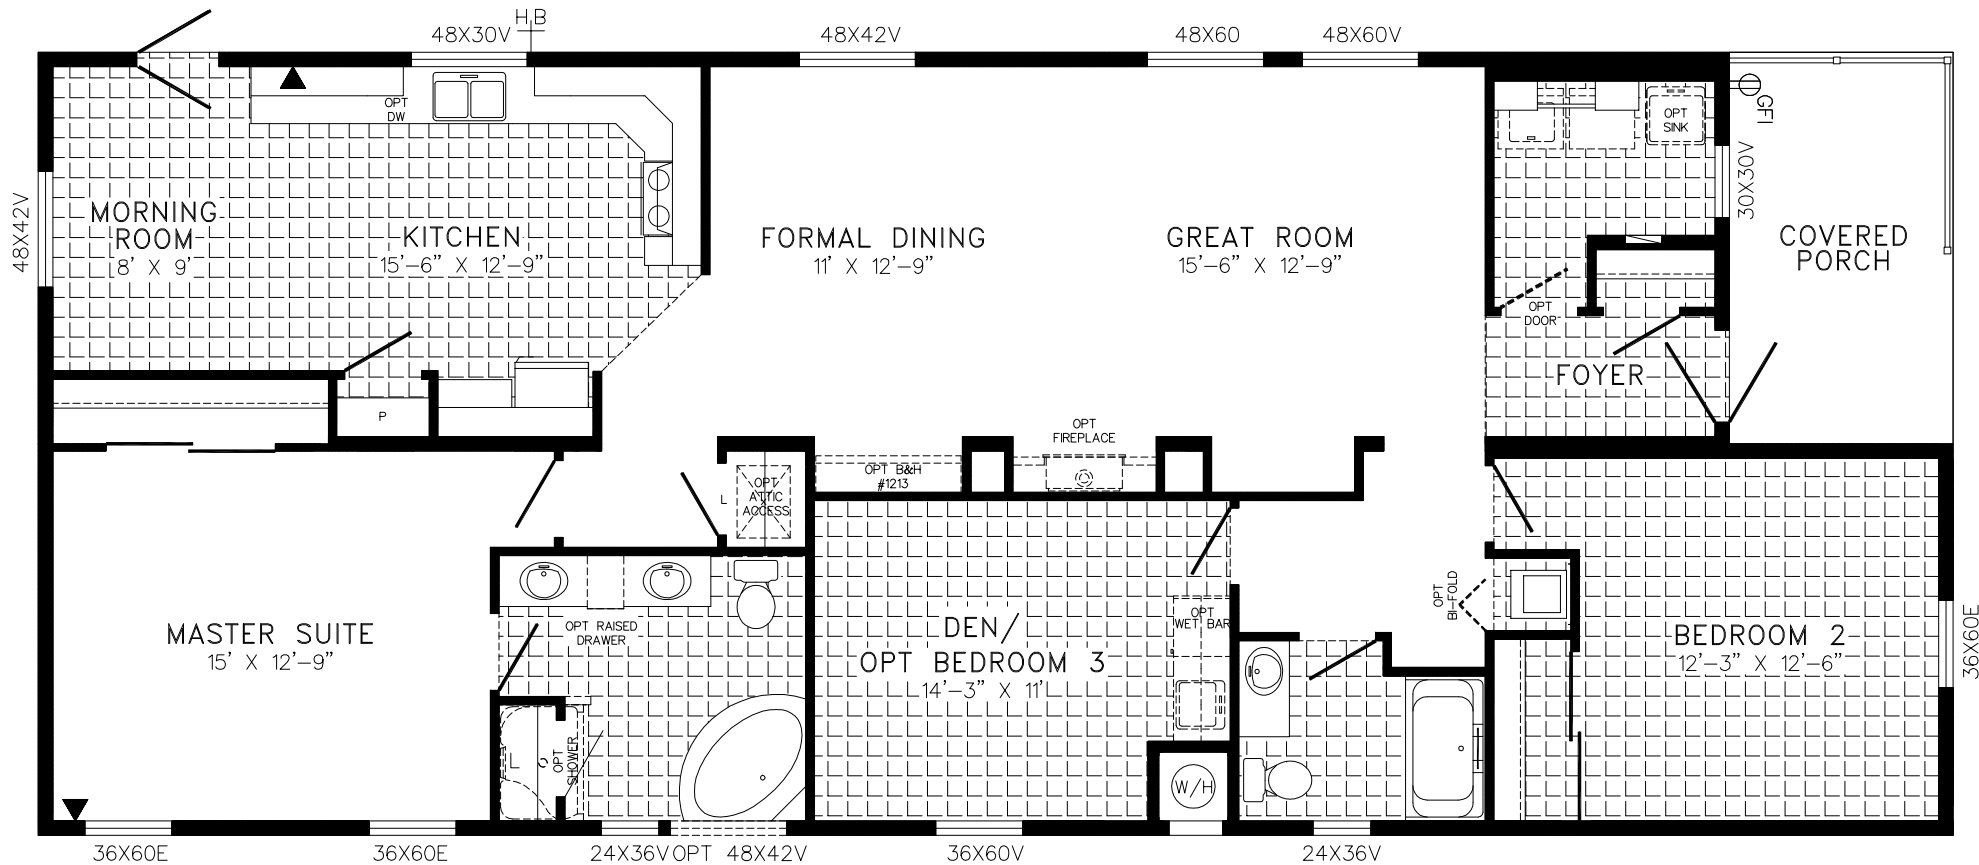 H B
48X30V
48X42V
48X60
48X60V
OPT
DW
OPT
SINK
GFI
30X30V
48X42V
MORNING
ROOM
8' X 9'
KITCHEN
15'-6" X 12'-9"
FORMAL DINING
11' X 12'-9"
GREAT ROOM
15'-6" X 12'-9"
COVERED
PORCH
OPT
DOOR
FOYER
P
OPT
FIREPLACE
OPT B&H
#1213
L
OPT
ATTIC
ACCESS
OPT
BI-FOLD
MASTER SUITE
15' X 12'-9"
OPT RAISED
DRAWER
DEN/
OPT BEDROOM 3
14'-3" X 11'
OPT
WET BAR
BEDROOM 2
12'-3" X 12'-6"
36X60E
OPT
SHOWER
W/H
36X60E
36X60E
24X36V
OPT 48X42V
36X60V
24X36V